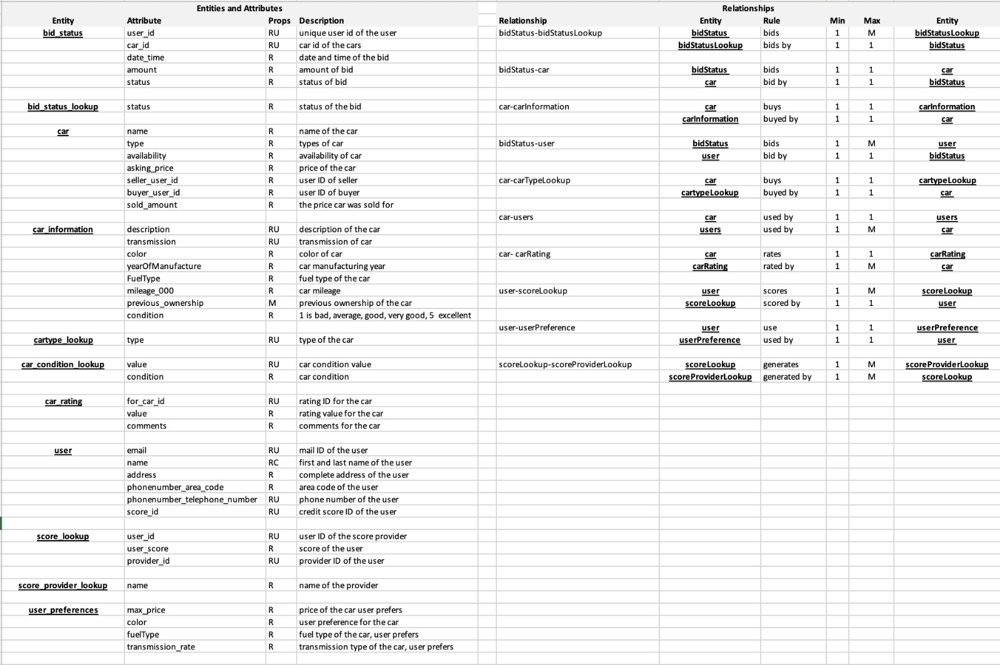 Entities and Attributes Relationships
Entity Attribute Props Description Relationship Entity Rule Min Max Entity
bid_status user_id RU unique user id of the user bidStatus-bidStatusLookup bidStatus bids 1 M bidStatusLookup
car_id RU car id of the cars bidStatusLookup bids by 1 1 bidStatus
date_time R date and time of the bid
amount R amount of bid bidStatus-car bidStatus bids 1 1 car
status R status of bid car bid by 1 1 bidStatus
bid_status_lookup status R status of the bid car-carInformation car buys 1 1 carInformation
carInformation buyed by 1 1 car
car name R name of the car
type R types of car bidStatus-user bidStatus bids 1 M user
availability R availability of car user bid by 1 1 bidStatus
asking_price R price of the car
seller_user_id R user ID of seller car-carTypeLookup car buys 1 1 cartypeLookup
buyer_user_id R user ID of buyer cartypeLookup buyed by 1 1 car
sold_amount R the price car was sold for
car-users car used by 1 1 users
car_information description RU description of the car users used by 1 M car
transmission RU transmission of car
color R color of car car- carRating car rates 1 1 carRating
yearOfManufacture R car manufacturing year carRating rated by 1 M car
FuelType R fuel type of the car
mileage_000 R car mileage user-scoreLookup user scores 1 M scoreLookup
previous_ownership M previous ownership of the car scoreLookup scored by 1 1 user
condition R 1 is bad, average, good, very good, 5 excellent
user-userPreference user use 1 1 userPreference
cartype_lookup type RU type of the car userPreference used by 1 1 user
car_condition_lookup value RU car condition value scoreLookup-scoreProviderLookup scoreLookup generates 1 M scoreProviderLookup
condition R car condition scoreProviderLookup generated by 1 M scoreLookup
car_rating for_car_id RU rating ID for the car
value R rating value for the car
comments R comments for the car
user email RU mail ID of the user
name RC first and last name of the user
address R complete address of the user
phonenumber_area_code R area code of the user
phonenumber_telephone_number RU phone number of the user
score_id RU credit score ID of the user
score_lookup user_id RU user ID of the score provider
user_score R score of the user
provider_id RU provider ID of the user
score_provider_lookup name R name of the provider
user_preferences max_price R price of the car user prefers
color R user preference for the car
fuelType R fuel type of the car, user prefers
transmission_rate R transmission type of the car, user prefers